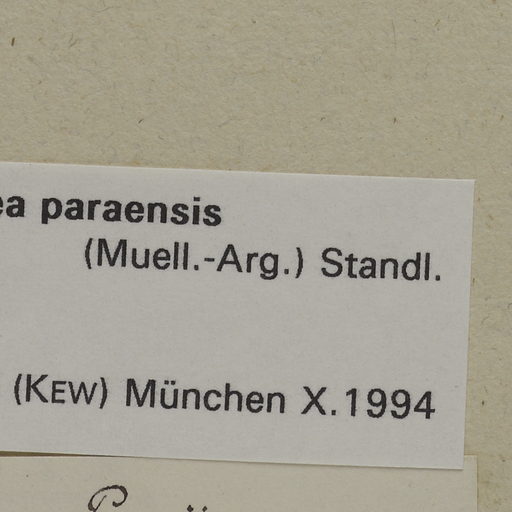 ea paraensis
(Muell.-Arg.) Standl.
(KEW) München X.1994